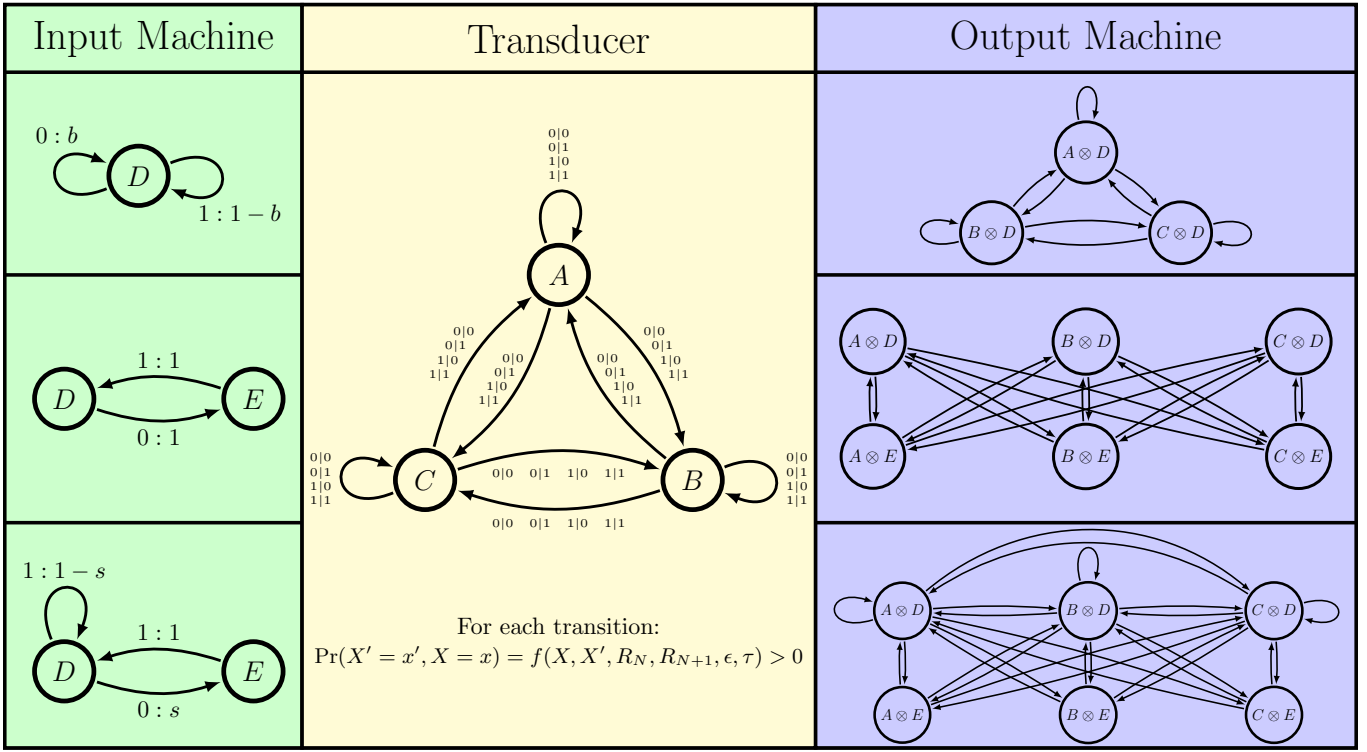 Input Machine
Transducer
Output Machine
0 : b
D
1 : 1 − b
1 : 1
D
E
0 : 1
1 : 1 − s
1 : 1
D
E
0 : s
0|0
0|1
1|0
1|1
A
0|0
0|1
1|0
1|1
0|0
0|1
1|0
1|1
0|0
0|1
1|0
1|1
0|0
0|1
1|0
1|1
0|0
0|1
1|0
1|1
C
0|0 0|1 1|0 1|1
B
0|0
0|1
1|0
1|1
0|0 0|1 1|0 1|1
For each transition:
Pr(X′ = x′, X = x) = f(X, X′, R_N, R_{N+1}, ϵ, τ) > 0
A ⊗ D
B ⊗ D
C ⊗ D
A ⊗ D
B ⊗ D
C ⊗ D
A ⊗ E
B ⊗ E
C ⊗ E
A ⊗ D
B ⊗ D
C ⊗ D
A ⊗ E
B ⊗ E
C ⊗ E